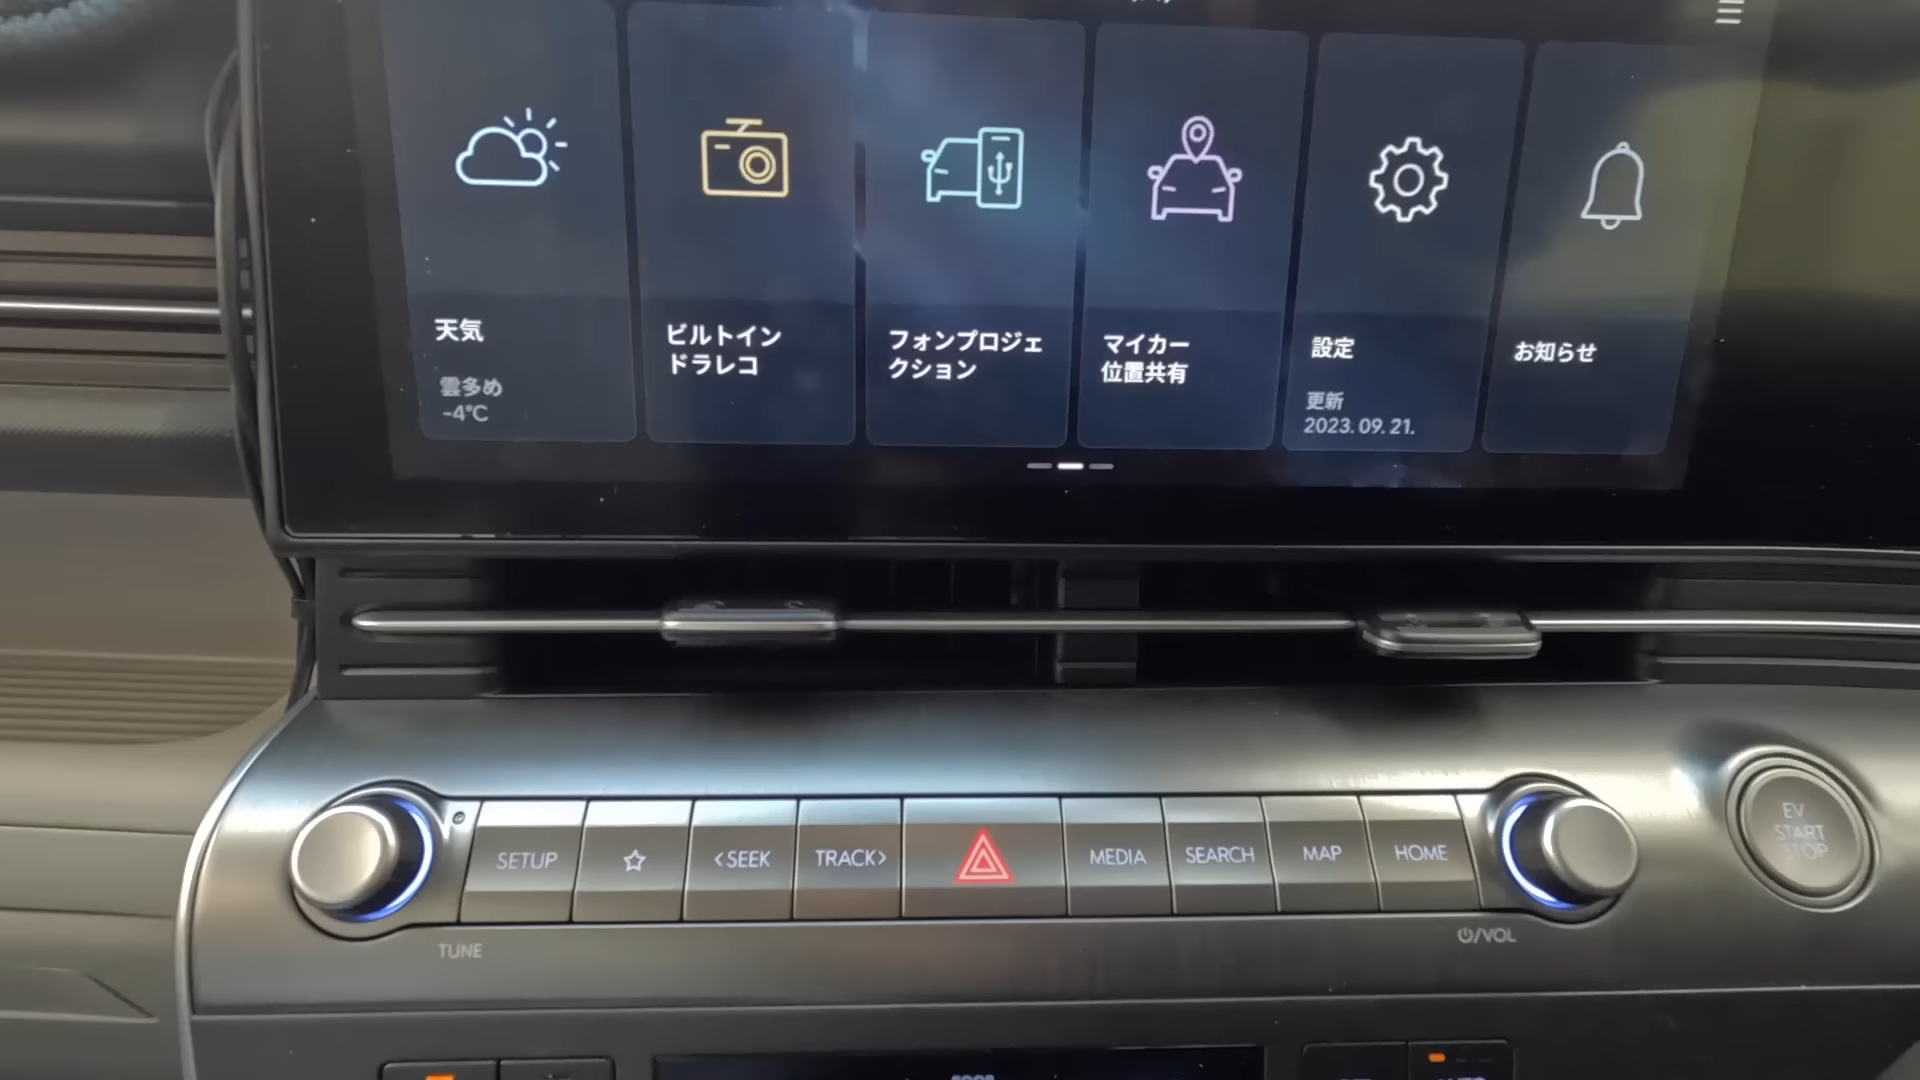 天気
雲多め
-4°C
ビルトイン
ドラレコ
フォンプロジェ
クション
マイカー
位置共有
設定
更新
2023. 09. 21.
お知らせ
SETUP
<SEEK
TRACK>
MEDIA
SEARCH
MAP
HOME
EV
START
STOP
TUNE
/VOL